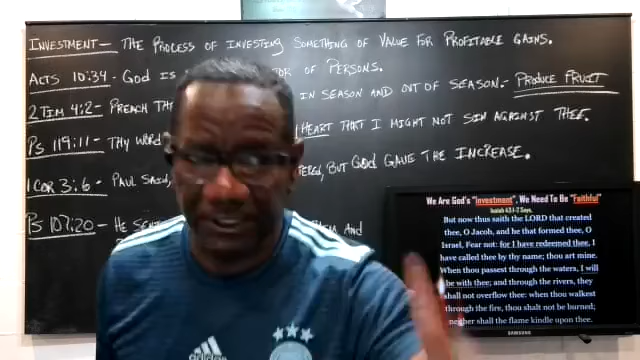 INVESTMENT - THE PROCESS OF INVESTING SOMETHING OF VALUE FOR PROFITABLE GAINS.
ACTS 10:34 - GOD IS TOR OF PERSONS.
2 TIM 4:2 - PREACH THE IN SEASON AND OUT OF SEASON. - PRODUCE FRUIT
PS 119:11 - THY WORD HEART THAT I MIGHT NOT SIN AGAINST THEE.
1 COR 3:6 - PAUL SAID, BUT GOD GAVE THE INCREASE.
PS 107:20 - HE AND
We Are God's "Investment", We Need To Be "Faithful"
Isaiah 43:1-2 Says,
But now thus saith the LORD that created
thee, O Jacob, and he that formed thee, O
Israel, Fear not: for I have redeemed thee, I
have called thee by thy name; thou art mine.
When thou passest through the waters, I will
be with thee; and through the rivers, they
shall not overflow thee: when thou walkest
through the fire, thou shalt not be burned;
neither shall the flame kindle upon thee.
SAMSUNG
adidas